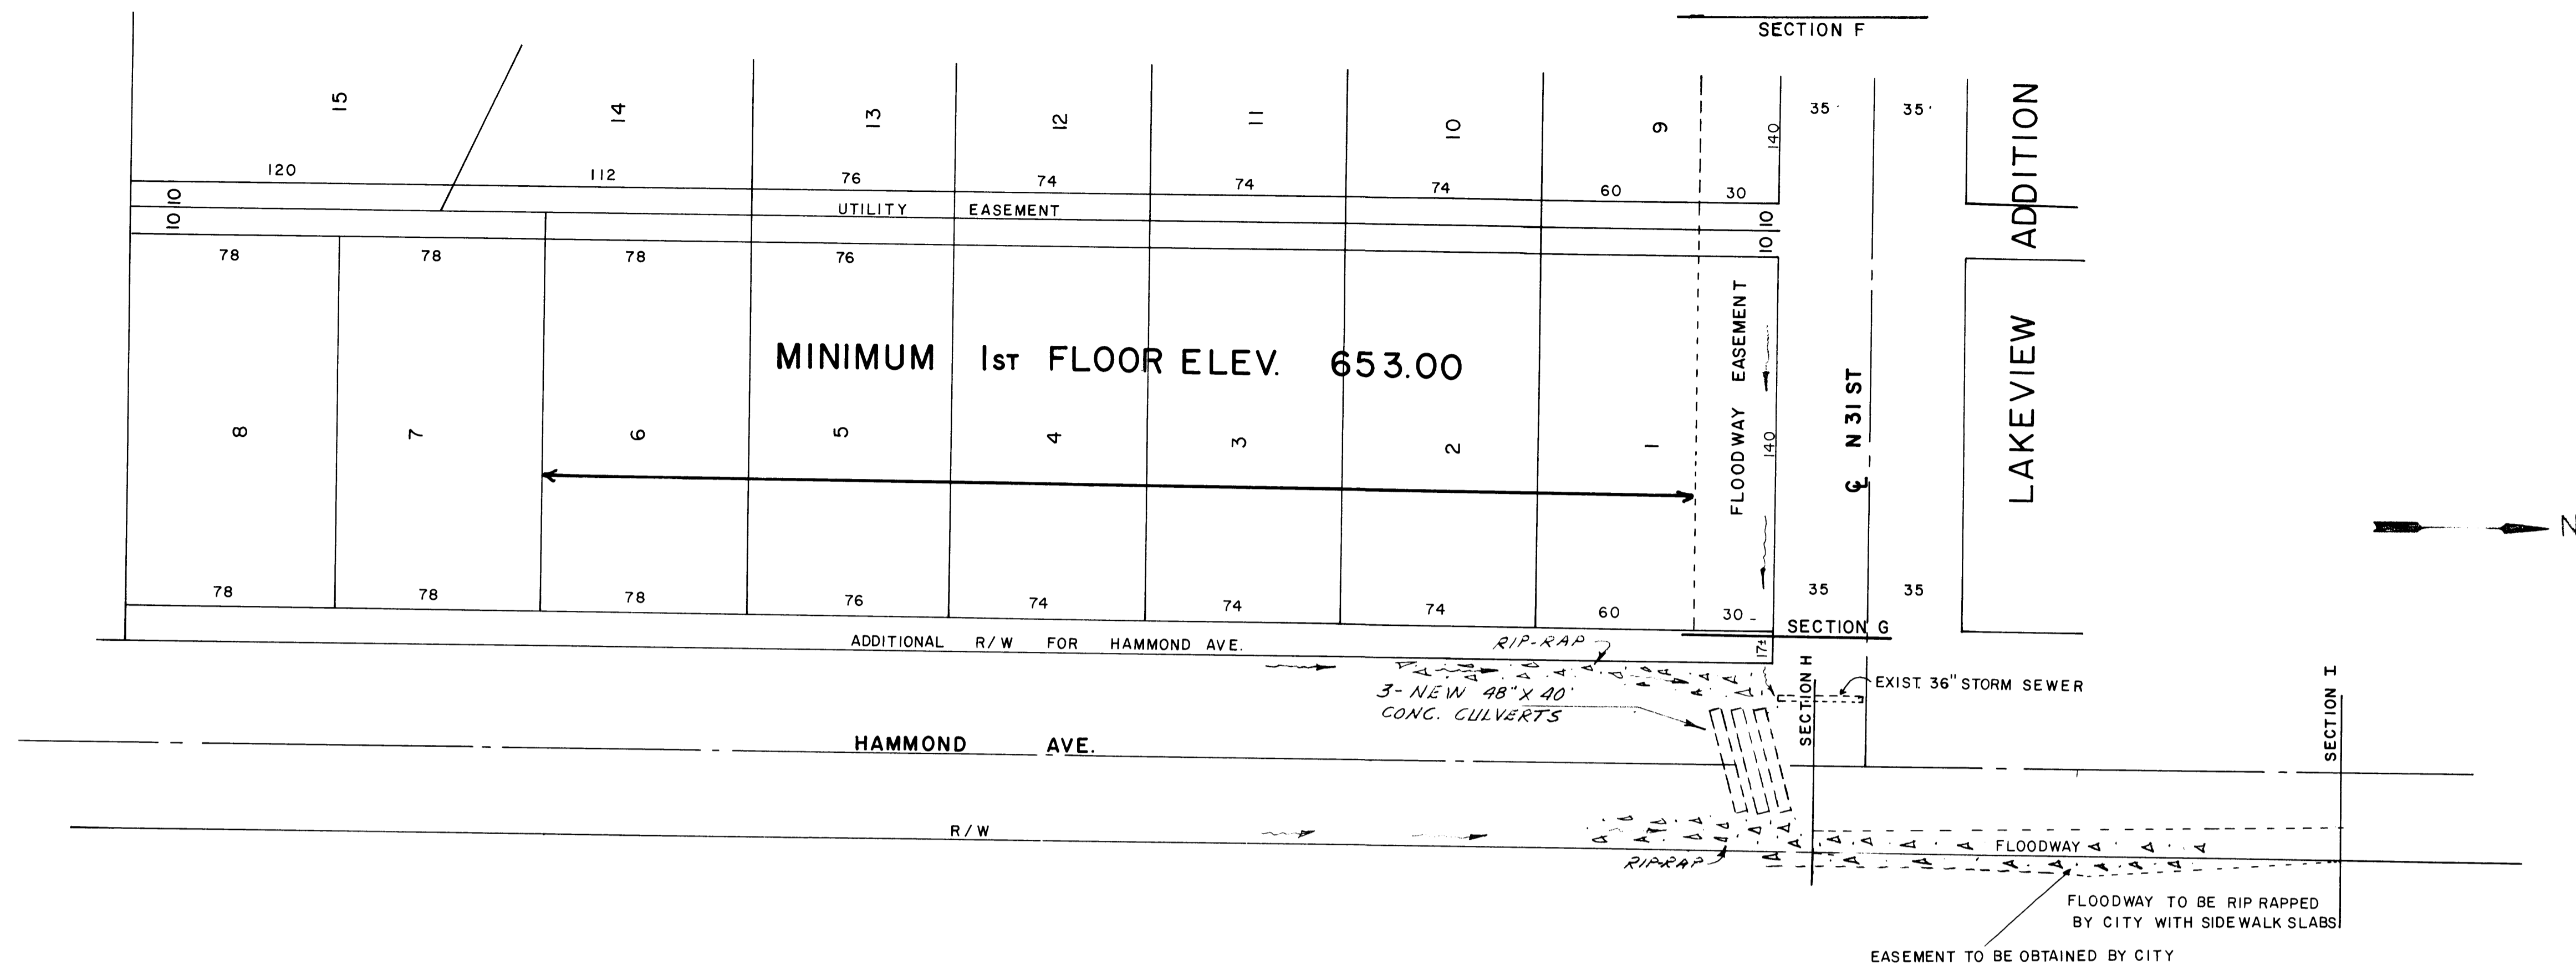 SECTION F
15
14
13
12
11
10
9
140
35'
35'
LAKEVIEW ADDITION
120
112
76
74
74
74
60
30
10 10
UTILITY EASEMENT
10 10
78
78
78
76
MINIMUM 1ST FLOOR ELEV. 653.00
FLOODWAY EASEMENT
140
℄ N 31 ST
8
7
6
5
4
3
2
1
N
78
78
78
76
74
74
74
60
30
35
35
SECTION G
ADDITIONAL R/W FOR HAMMOND AVE.
RIP-RAP
17±
SECTION H
EXIST. 36" STORM SEWER
SECTION I
3-NEW 48" X 40'
CONC. CULVERTS
HAMMOND AVE.
R/W
RIP-RAP
FLOODWAY
FLOODWAY TO BE RIP RAPPED
BY CITY WITH SIDEWALK SLABS
EASEMENT TO BE OBTAINED BY CITY